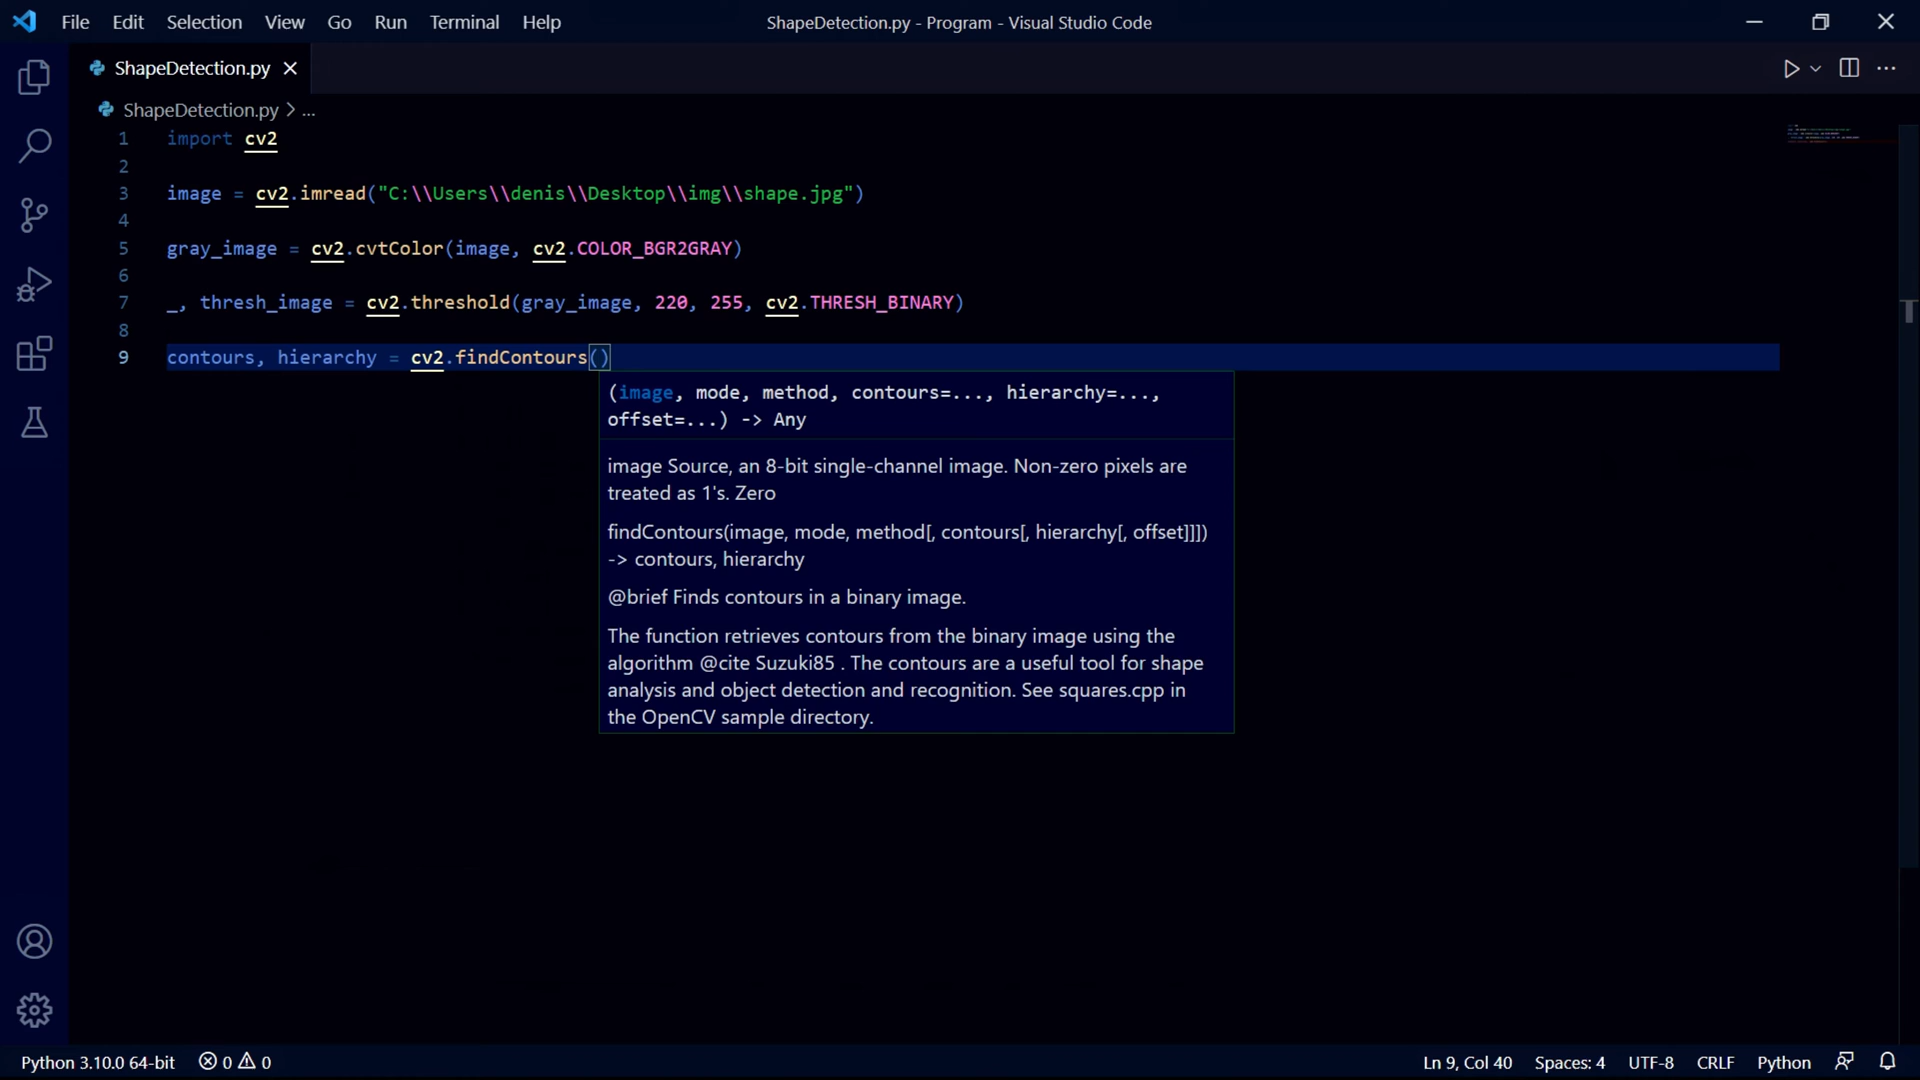 File Edit Selection View Go Run Terminal Help ShapeDetection.py - Program - Visual Studio Code
ShapeDetection.py
ShapeDetection.py > ...
1 import cv2
2
3 image = cv2.imread("C:\\Users\\denis\\Desktop\\img\\shape.jpg")
4
5 gray_image = cv2.cvtColor(image, cv2.COLOR_BGR2GRAY)
6
7 _, thresh_image = cv2.threshold(gray_image, 220, 255, cv2.THRESH_BINARY)
8
9 contours, hierarchy = cv2.findContours()
(image, mode, method, contours=..., hierarchy=...,
offset=...) -> Any
image Source, an 8-bit single-channel image. Non-zero pixels are
treated as 1's. Zero
findContours(image, mode, method[, contours[, hierarchy[, offset]]])
-> contours, hierarchy
@brief Finds contours in a binary image.
The function retrieves contours from the binary image using the
algorithm @cite Suzuki85 . The contours are a useful tool for shape
analysis and object detection and recognition. See squares.cpp in
the OpenCV sample directory.
Python 3.10.0 64-bit 0 0 Ln 9, Col 40 Spaces: 4 UTF-8 CRLF Python